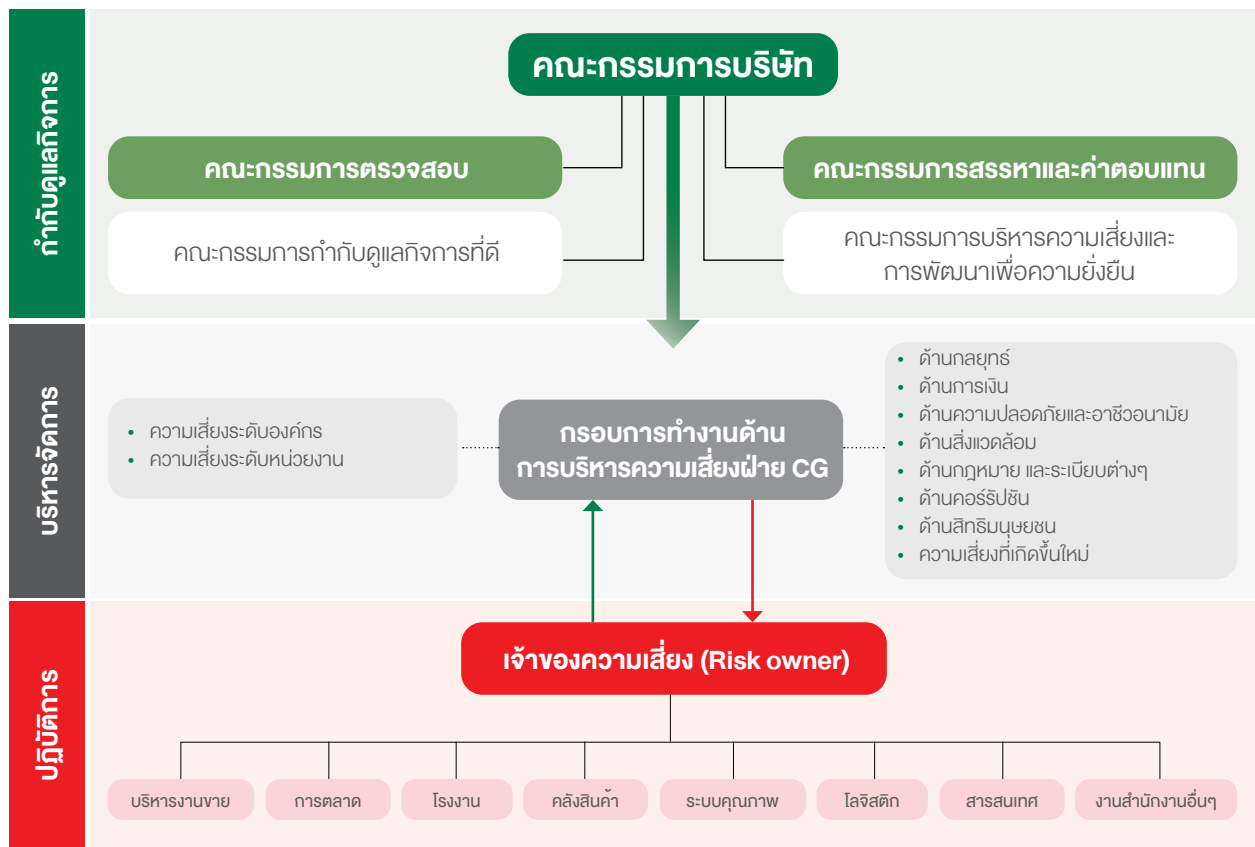 กำกับดูแลกิจการ
คณะกรรมการบริษัท
คณะกรรมการตรวจสอบ
คณะกรรมการสรรหาและค่าตอบแทน
คณะกรรมการกำกับดูแลกิจการที่ดี
คณะกรรมการบริหารความเสี่ยงและ
การพัฒนาเพื่อความยั่งยืน
บริหารจัดการ
• ความเสี่ยงระดับองค์กร
• ความเสี่ยงระดับหน่วยงาน
กรอบการทำงานด้าน
การบริหารความเสี่ยงฝ่าย CG
• ด้านกลยุทธ์
• ด้านการเงิน
• ด้านความปลอดภัยและอาชีวอนามัย
• ด้านสิ่งแวดล้อม
• ด้านกฎหมาย และระเบียบต่างๆ
• ด้านคอร์รัปชัน
• ด้านสิทธิมนุษยชน
• ความเสี่ยงที่เกิดขึ้นใหม่
ปฏิบัติการ
เจ้าของความเสี่ยง (Risk owner)
บริหารงานขาย
การตลาด
โรงงาน
คลังสินค้า
ระบบคุณภาพ
โลจิสติก
สารสนเทศ
งานสำนักงานอื่นๆ